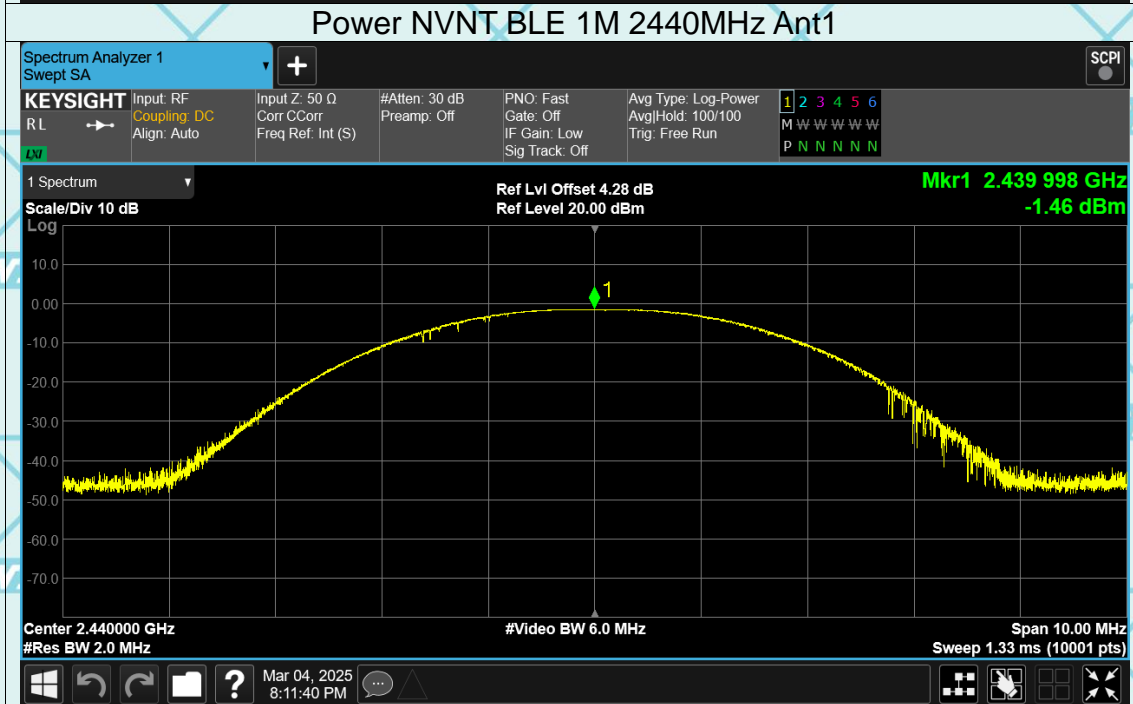 Power NVNT BLE 1M 2440MHz Ant1
Spectrum Analyzer 1
Swept SA
SCPI
KEYSIGHT
RL
LXI
Input: RF
Coupling: DC
Align: Auto
Input Z: 50 Ω
Corr CCorr
Freq Ref: Int (S)
#Atten: 30 dB
Preamp: Off
PNO: Fast
Gate: Off
IF Gain: Low
Sig Track: Off
Avg Type: Log-Power
Avg|Hold: 100/100
Trig: Free Run
1 2 3 4 5 6
M W W W W W
P N N N N N
1 Spectrum
Scale/Div 10 dB
Ref Lvl Offset 4.28 dB
Ref Level 20.00 dBm
Mkr1 2.439 998 GHz
-1.46 dBm
Log
10.0
0.00
-10.0
-20.0
-30.0
-40.0
-50.0
-60.0
-70.0
1
Center 2.440000 GHz
#Res BW 2.0 MHz
#Video BW 6.0 MHz
Span 10.00 MHz
Sweep 1.33 ms (10001 pts)
?
Mar 04, 2025
8:11:40 PM